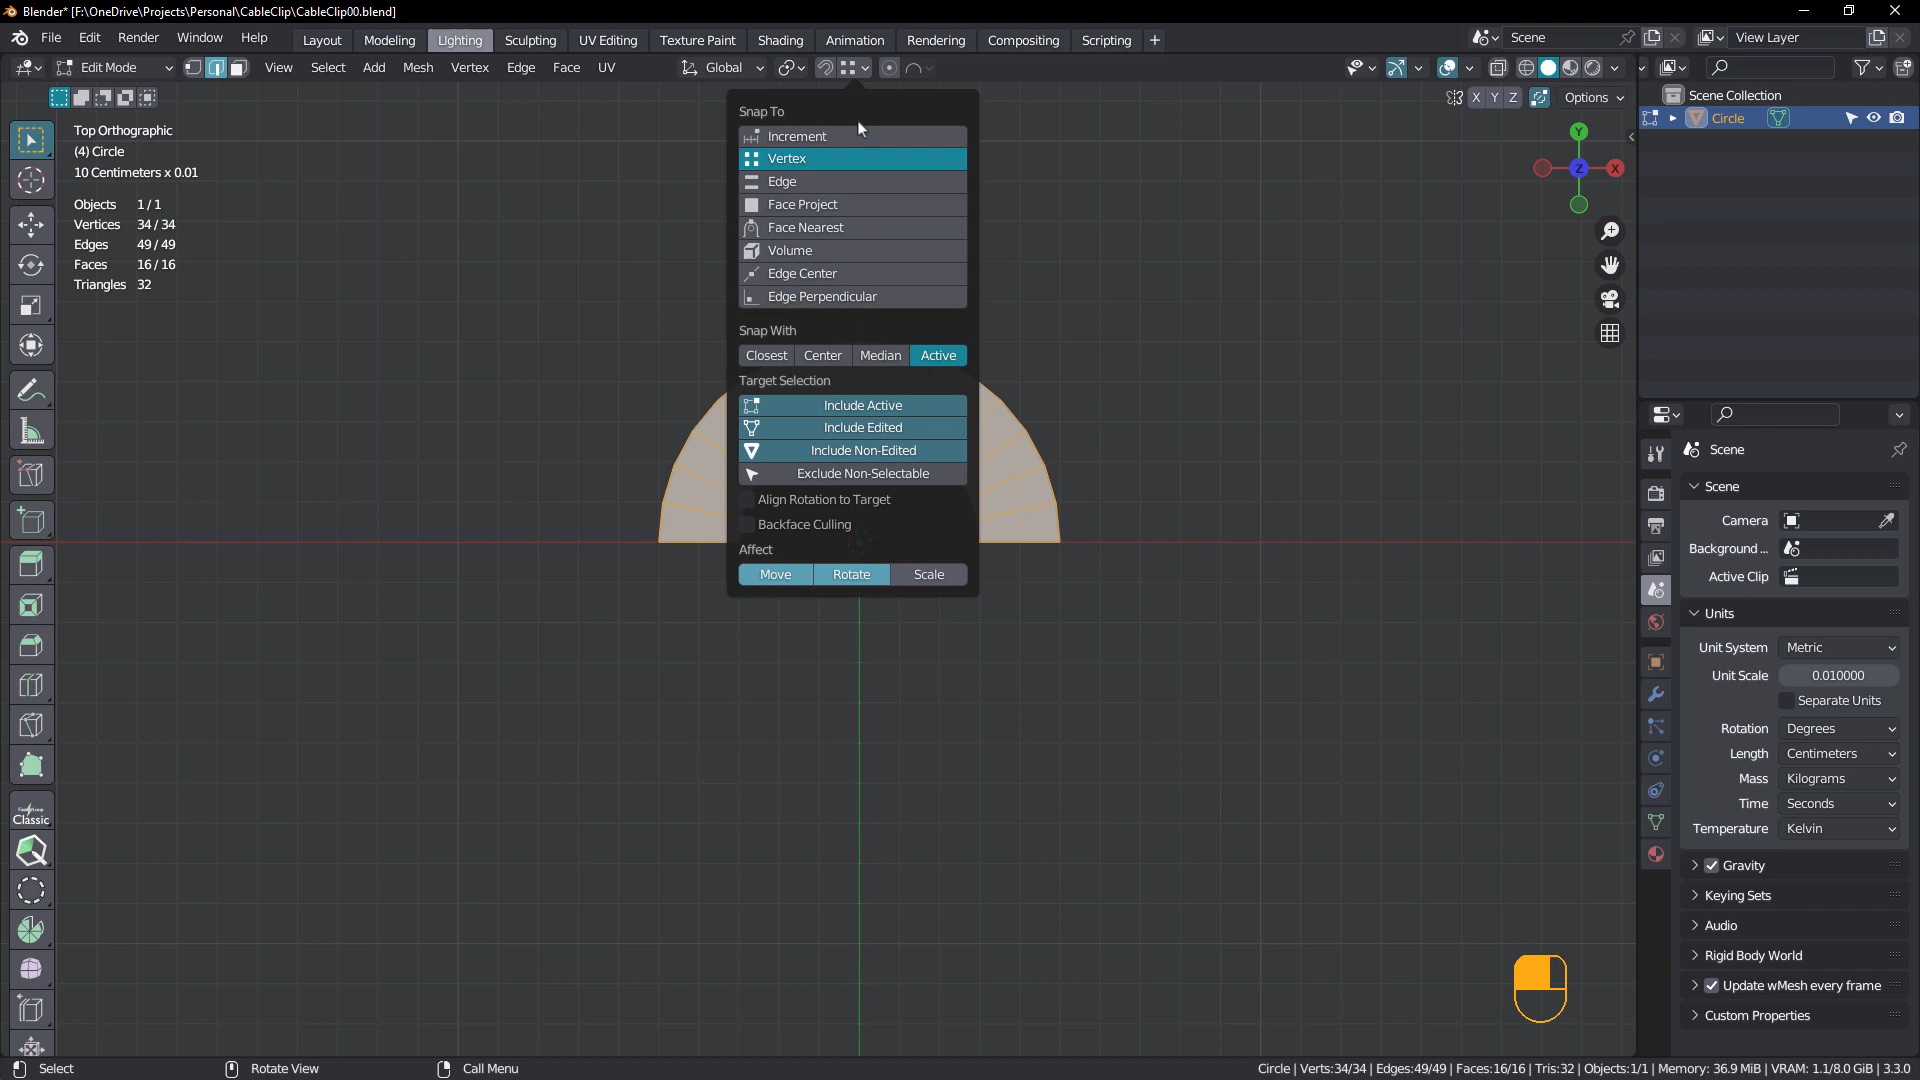 Blender* [F:\OneDrive\Projects\Personal\CableClip\CableClip00.blend]
File Edit Render Window Help Layout Modeling Lighting Sculpting UV Editing Texture Paint Shading Animation Rendering Compositing Scripting + Scene View Layer
Edit Mode View Select Add Mesh Vertex Edge Face UV Global
X Y Z Options
Scene Collection
Circle
Top Orthographic
(4) Circle
10 Centimeters x 0.01
Objects 1/1
Vertices 34/34
Edges 49/49
Faces 16/16
Triangles 32
Classic
Snap To
Increment
Vertex
Edge
Face Project
Face Nearest
Volume
Edge Center
Edge Perpendicular
Snap With
Closest Center Median Active
Target Selection
Include Active
Include Edited
Include Non-Edited
Exclude Non-Selectable
Align Rotation to Target
Backface Culling
Affect
Move Rotate Scale
Y
Z X
Scene
Scene
Camera
Background ...
Active Clip
Units
Unit System Metric
Unit Scale 0.010000
Separate Units
Rotation Degrees
Length Centimeters
Mass Kilograms
Time Seconds
Temperature Kelvin
Gravity
Keying Sets
Audio
Rigid Body World
Update wMesh every frame
Custom Properties
Select Rotate View Call Menu Circle | Verts:34/34 | Edges:49/49 | Faces:16/16 | Tris:32 | Objects:1/1 | Memory: 36.9 MiB | VRAM: 1.1/8.0 GiB | 3.3.0